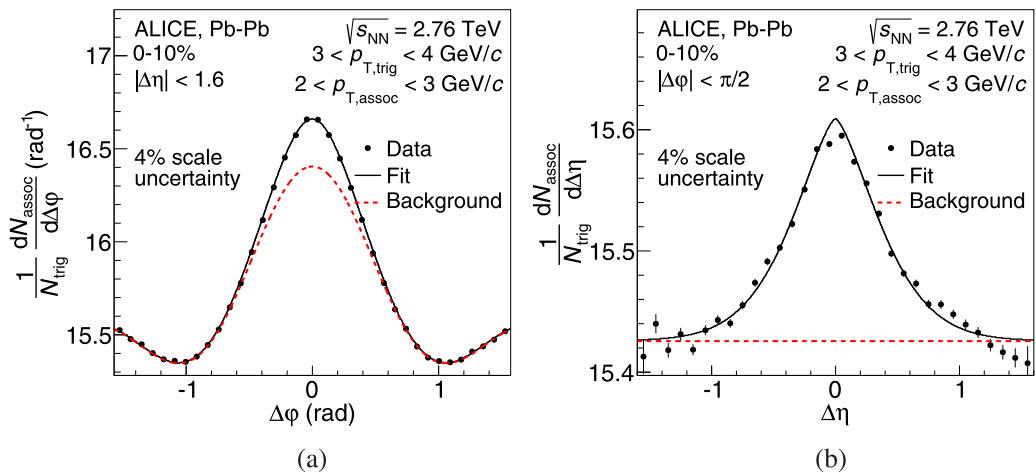 ALICE, Pb-Pb
√sNN = 2.76 TeV
0-10%
3 < pT,trig < 4 GeV/c
|Δη| < 1.6
2 < pT,assoc < 3 GeV/c
4% scale
uncertainty
Data
Fit
Background
1/Ntrig dNassoc/dΔφ (rad-1)
17
16.5
16
15.5
-1 0 1
Δφ (rad)
(a)
ALICE, Pb-Pb
√sNN = 2.76 TeV
0-10%
3 < pT,trig < 4 GeV/c
|Δφ| < π/2
2 < pT,assoc < 3 GeV/c
4% scale
uncertainty
Data
Fit
Background
1/Ntrig dNassoc/dΔη
15.6
15.5
15.4
-1 0 1
Δη
(b)